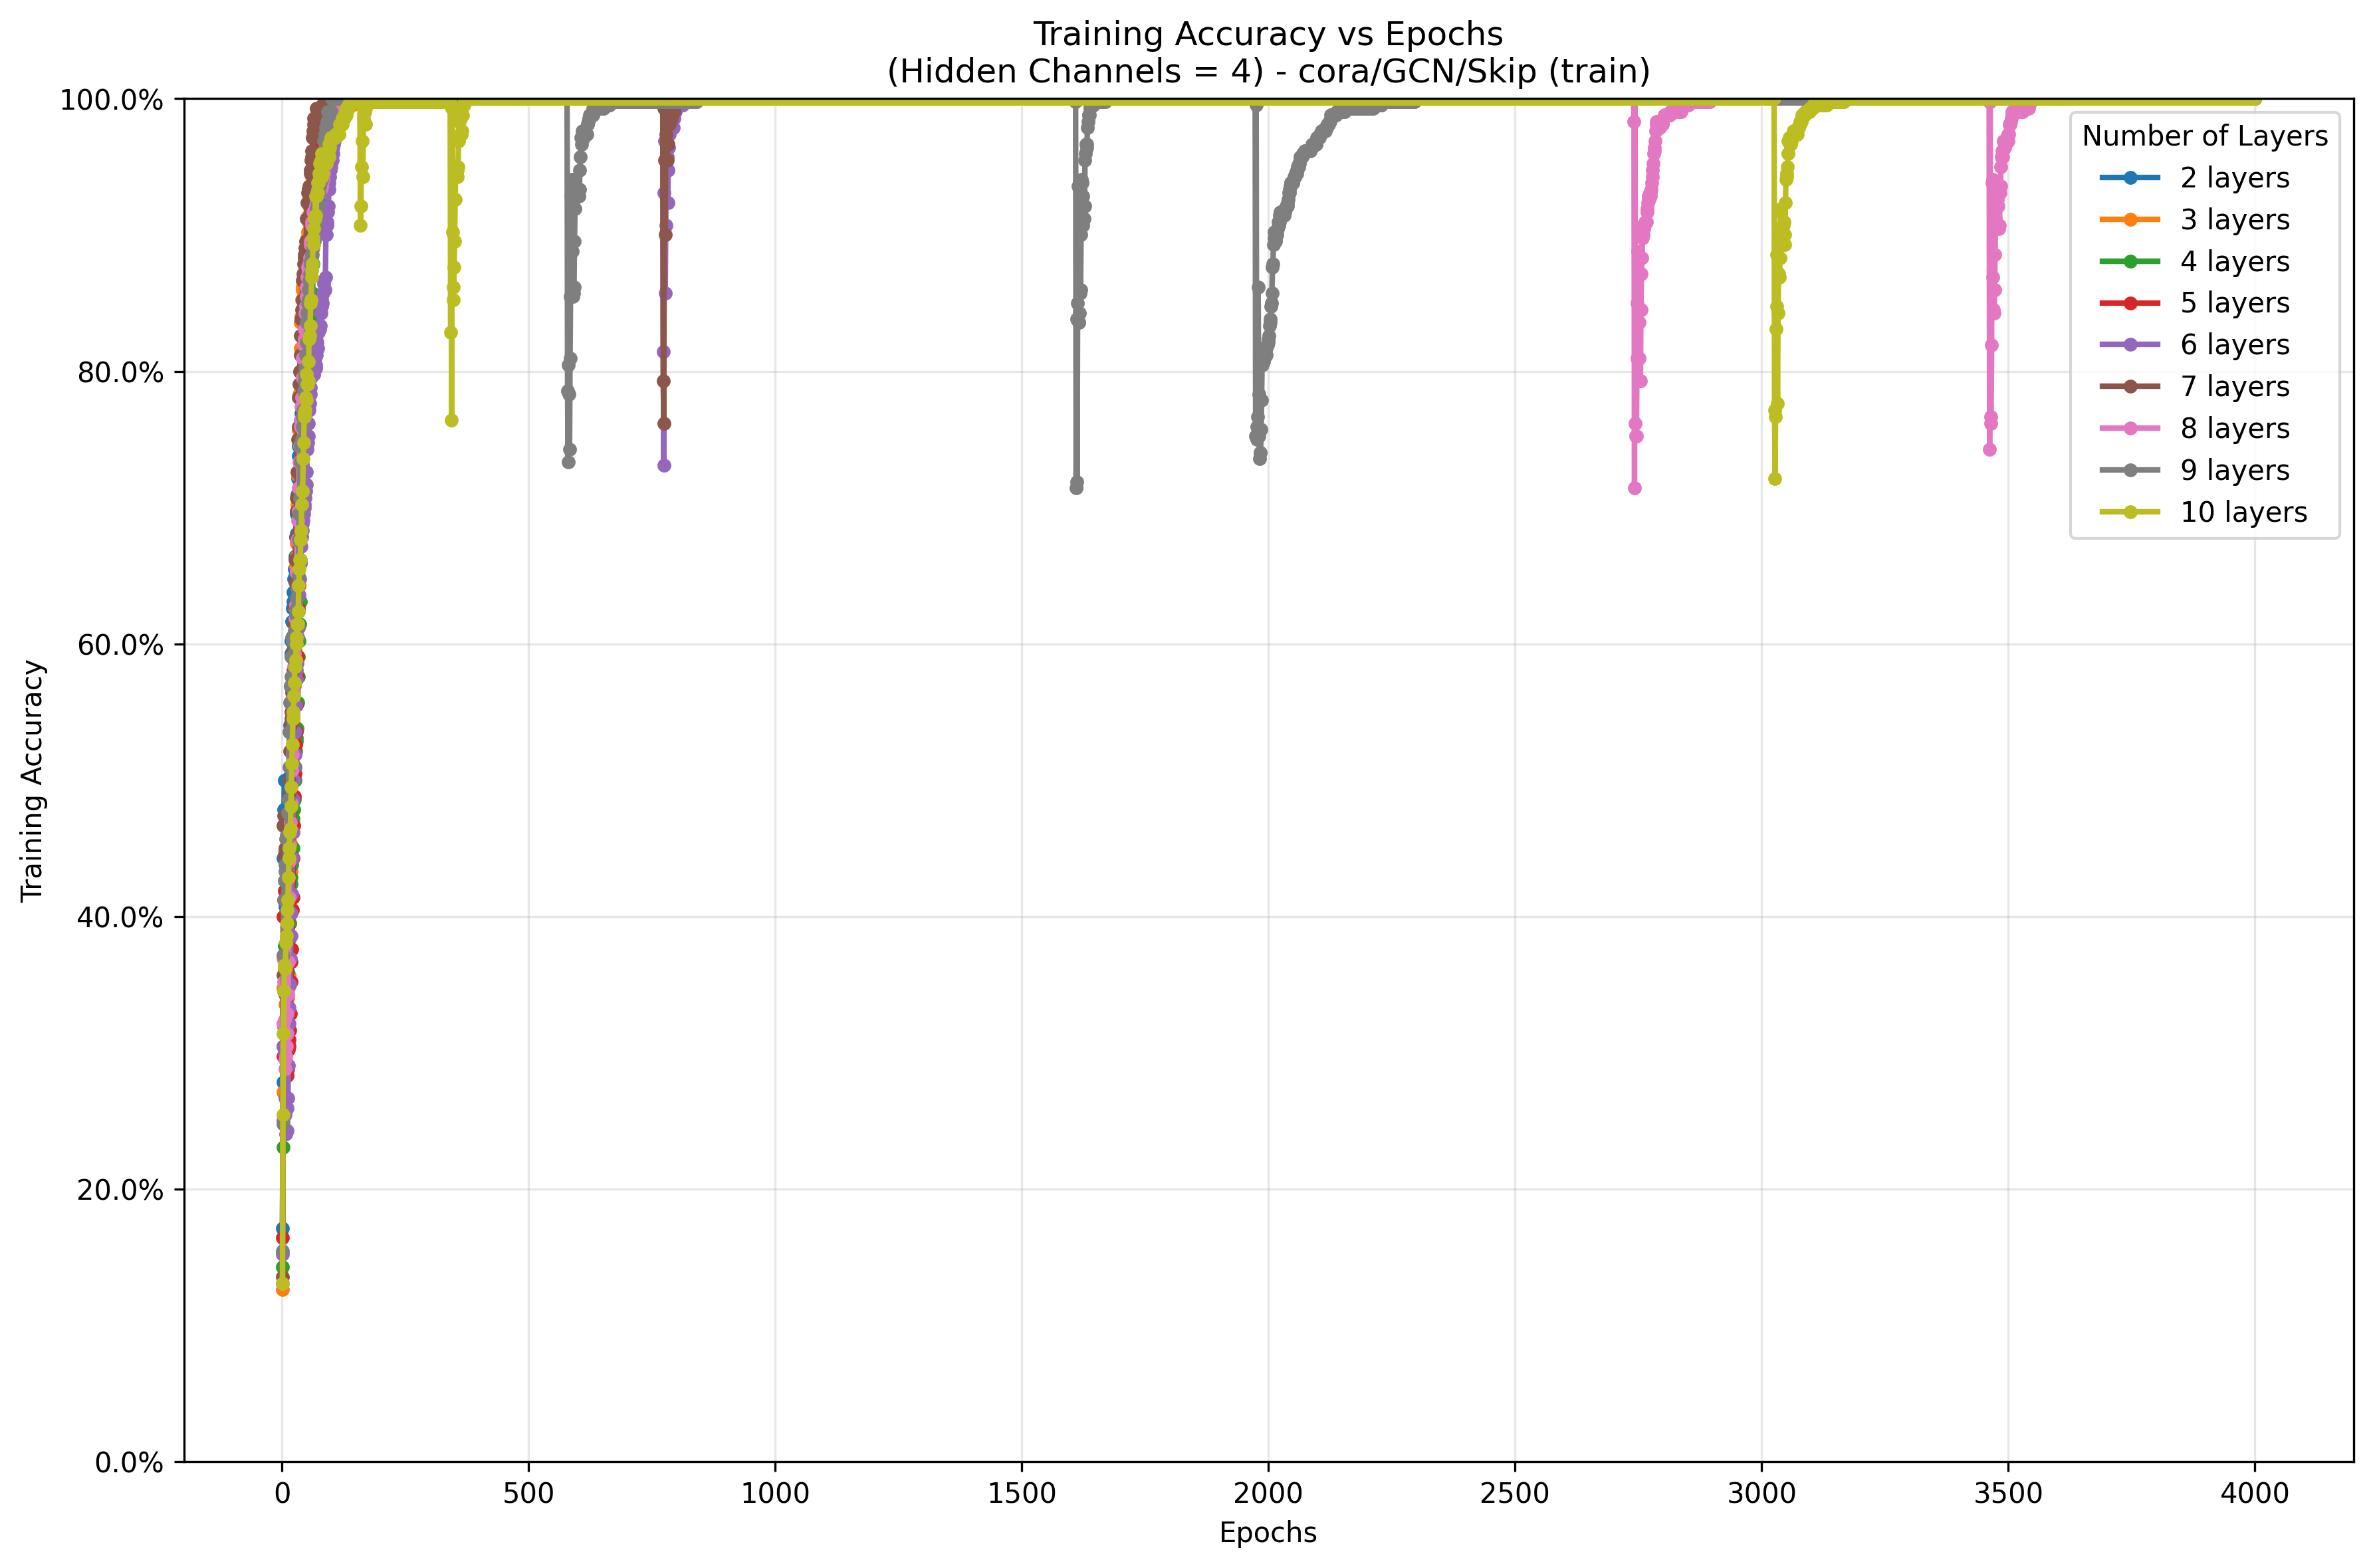 Training Accuracy vs Epochs
(Hidden Channels = 4) - cora/GCN/Skip (train)
100.0%
80.0%
60.0%
40.0%
20.0%
0.0%
Training Accuracy
Number of Layers
2 layers
3 layers
4 layers
5 layers
6 layers
7 layers
8 layers
9 layers
10 layers
0 500 1000 1500 2000 2500 3000 3500 4000
Epochs